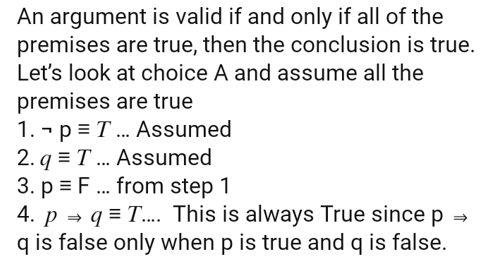 An argument is valid if and only if all of the
premises are true, then the conclusion is true.
Let's look at choice A and assume all the
premises are true
1. ¬ p ≡ T ... Assumed
2. q ≡ T ... Assumed
3. p ≡ F ... from step 1
4. p ⇒ q ≡ T.... This is always True since p ⇒
q is false only when p is true and q is false.